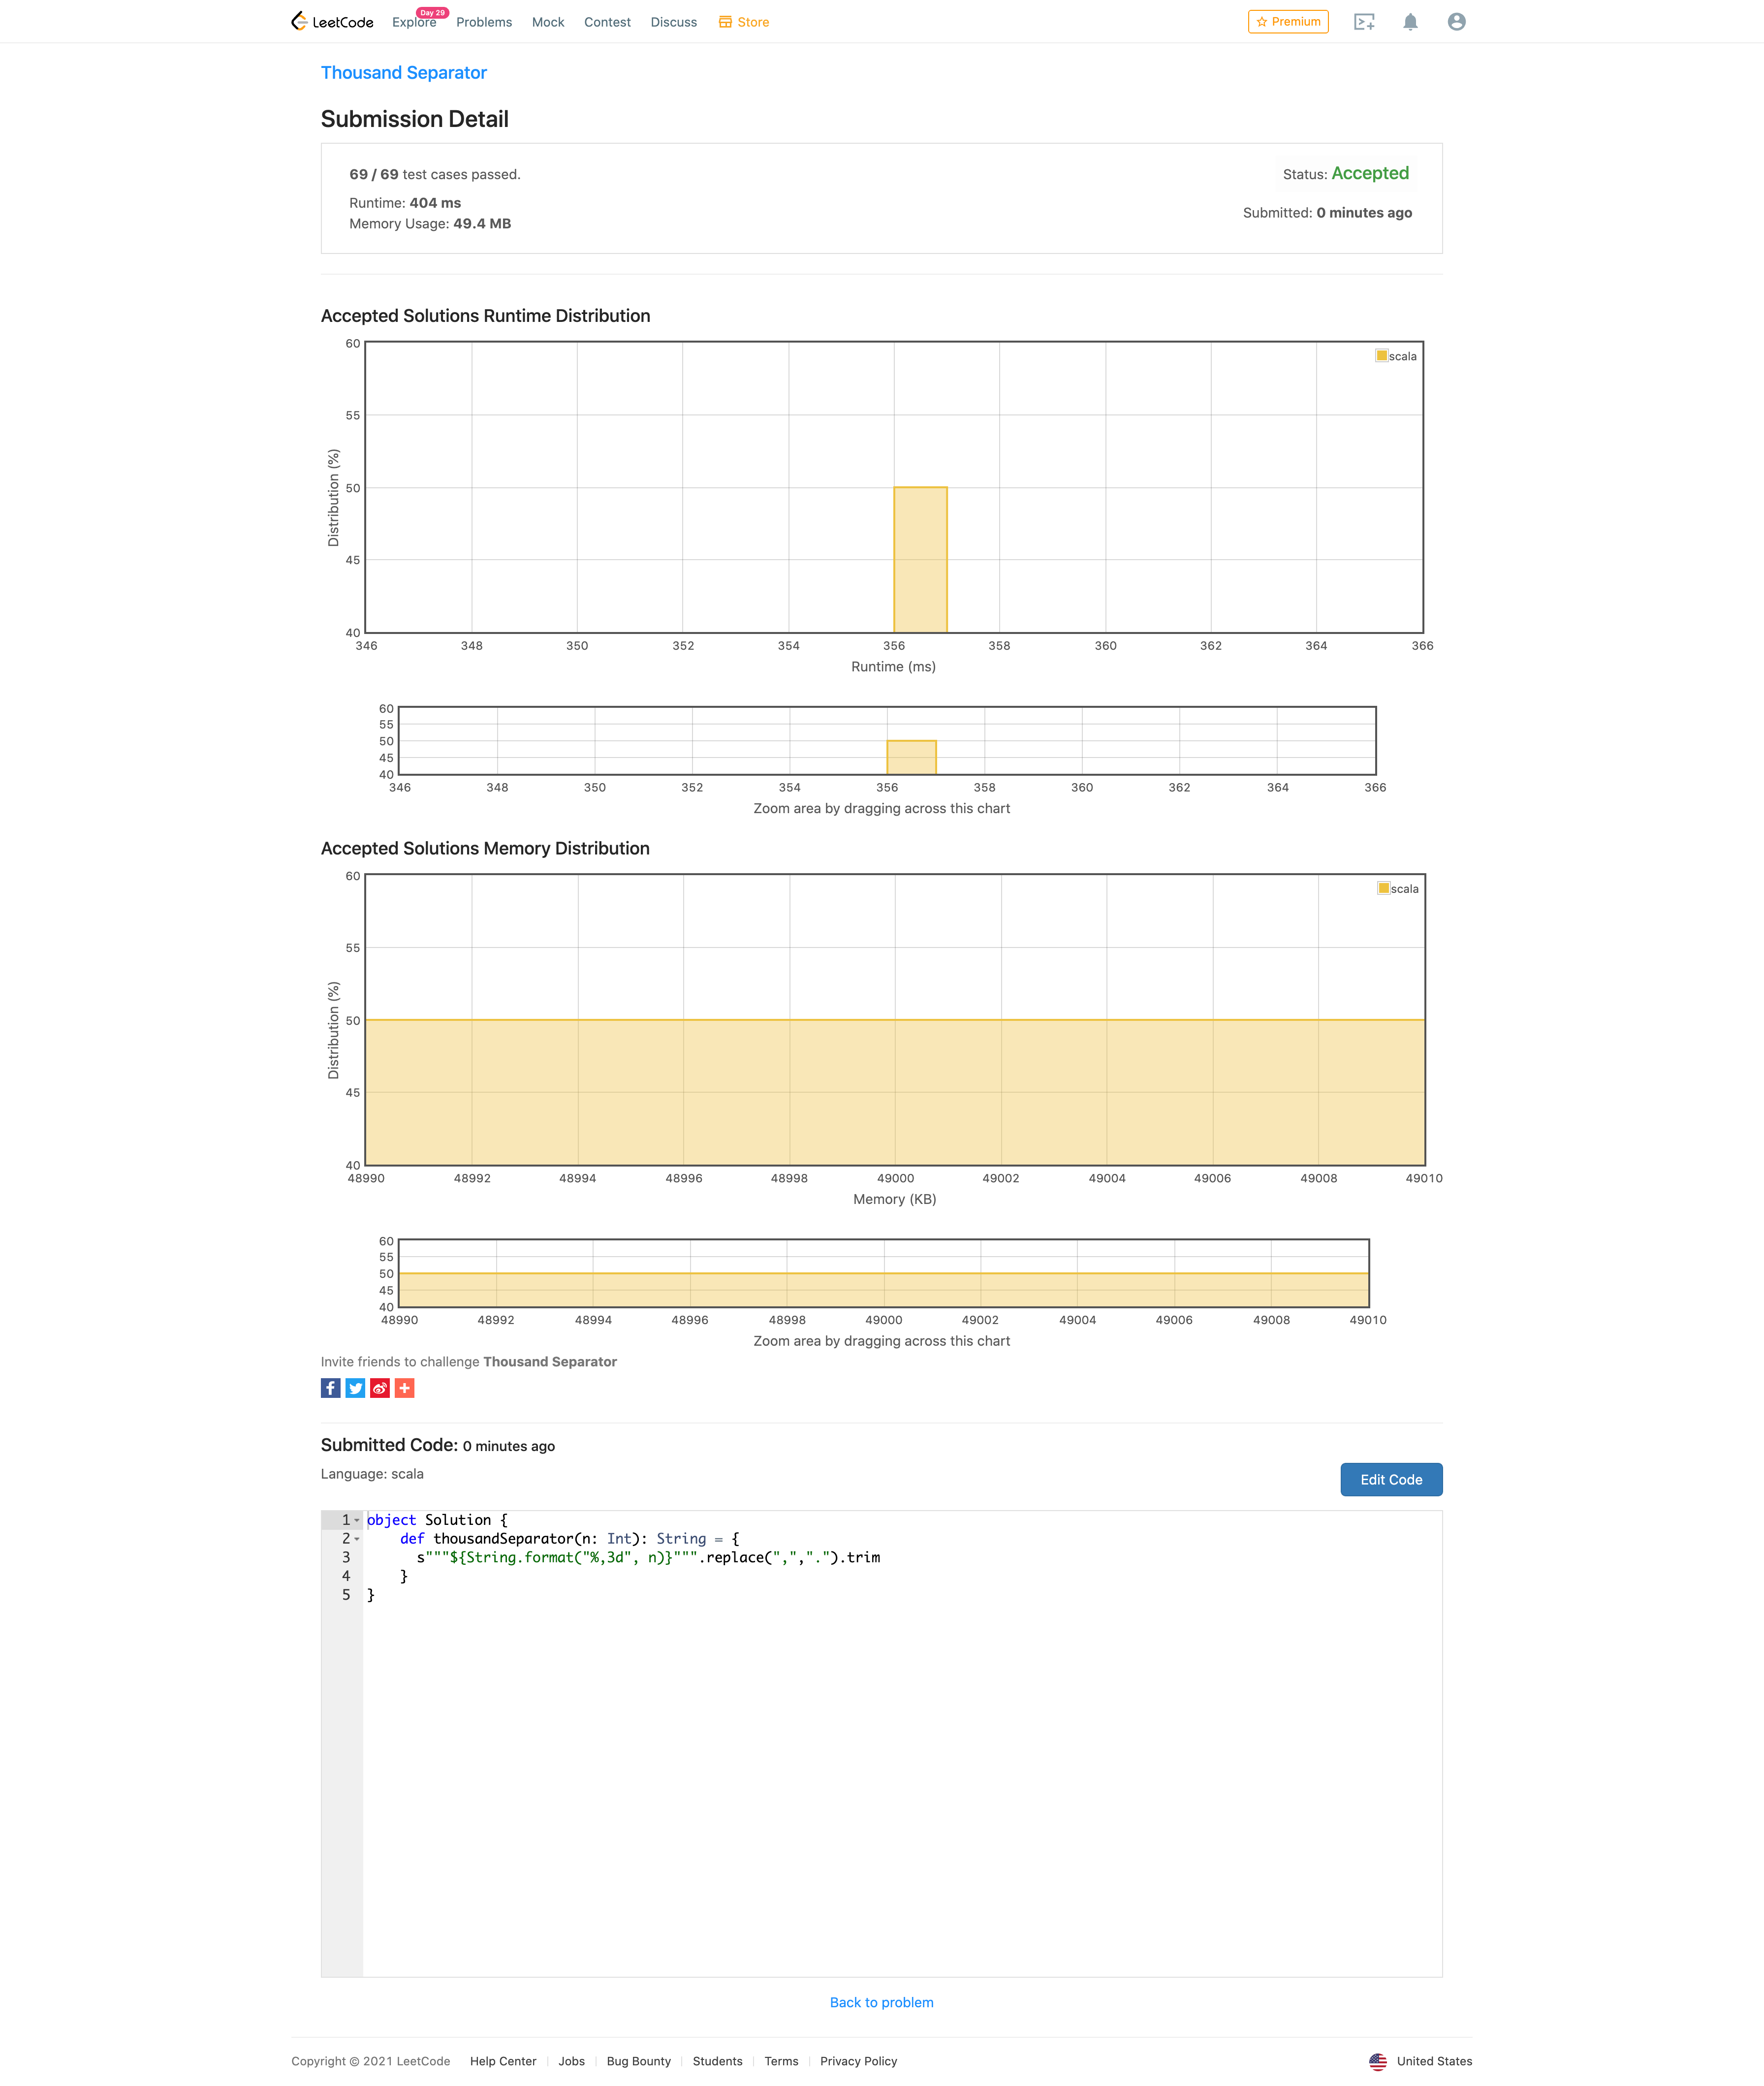 LeetCode Explore Day 29 Problems Mock Contest Discuss Store Premium
Thousand Separator
Submission Detail
69 / 69 test cases passed.
Status: Accepted
Runtime: 404 ms
Submitted: 0 minutes ago
Memory Usage: 49.4 MB
Accepted Solutions Runtime Distribution
60
scala
55
50
45
40
Distribution (%)
346 348 350 352 354 356 358 360 362 364 366
Runtime (ms)
60
55
50
45
40
346 348 350 352 354 356 358 360 362 364 366
Zoom area by dragging across this chart
Accepted Solutions Memory Distribution
60
scala
55
50
45
40
Distribution (%)
48990 48992 48994 48996 48998 49000 49002 49004 49006 49008 49010
Memory (KB)
60
55
50
45
40
48990 48992 48994 48996 48998 49000 49002 49004 49006 49008 49010
Zoom area by dragging across this chart
Invite friends to challenge Thousand Separator
Submitted Code: 0 minutes ago
Language: scala
Edit Code
1 object Solution {
2     def thousandSeparator(n: Int): String = {
3       s"""${String.format("%,3d", n)}""".replace(",",".").trim
4     }
5 }
Back to problem
Copyright © 2021 LeetCode Help Center Jobs Bug Bounty Students Terms Privacy Policy United States